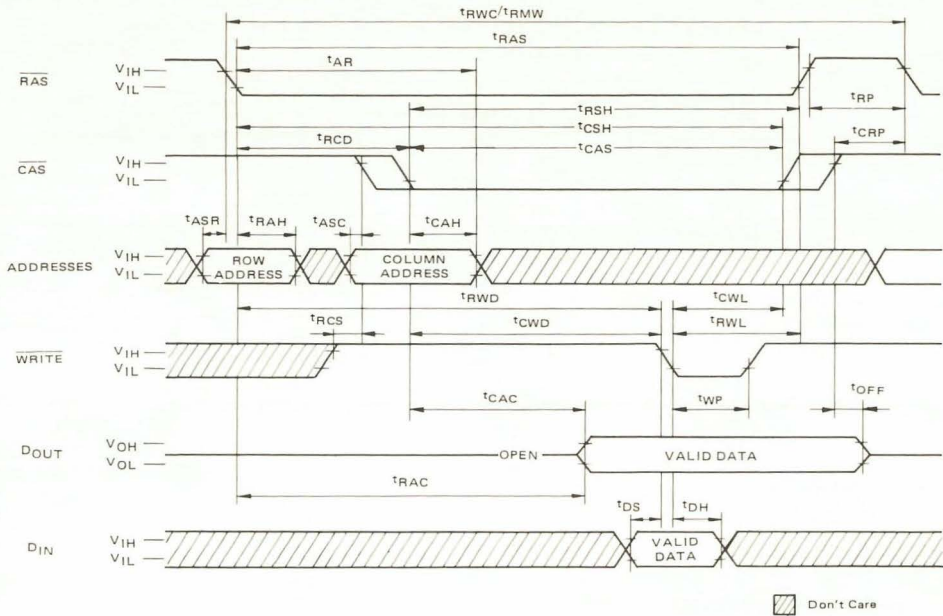 tRWC/tRMW
tRAS
tAR
RAS
VIH
VIL
tRSH
tRP
tCSH
tRCD
tCAS
tCRP
CAS
VIH
VIL
tASR
tRAH
tASC
tCAH
ADDRESSES
VIH
VIL
ROW
ADDRESS
COLUMN
ADDRESS
tRWD
tCWL
tRCS
tCWD
tRWL
WRITE
VIH
VIL
tCAC
tWP
tOFF
DOUT
VOH
VOL
OPEN
VALID DATA
tRAC
tDS
tDH
DIN
VIH
VIL
VALID
DATA
Don't Care